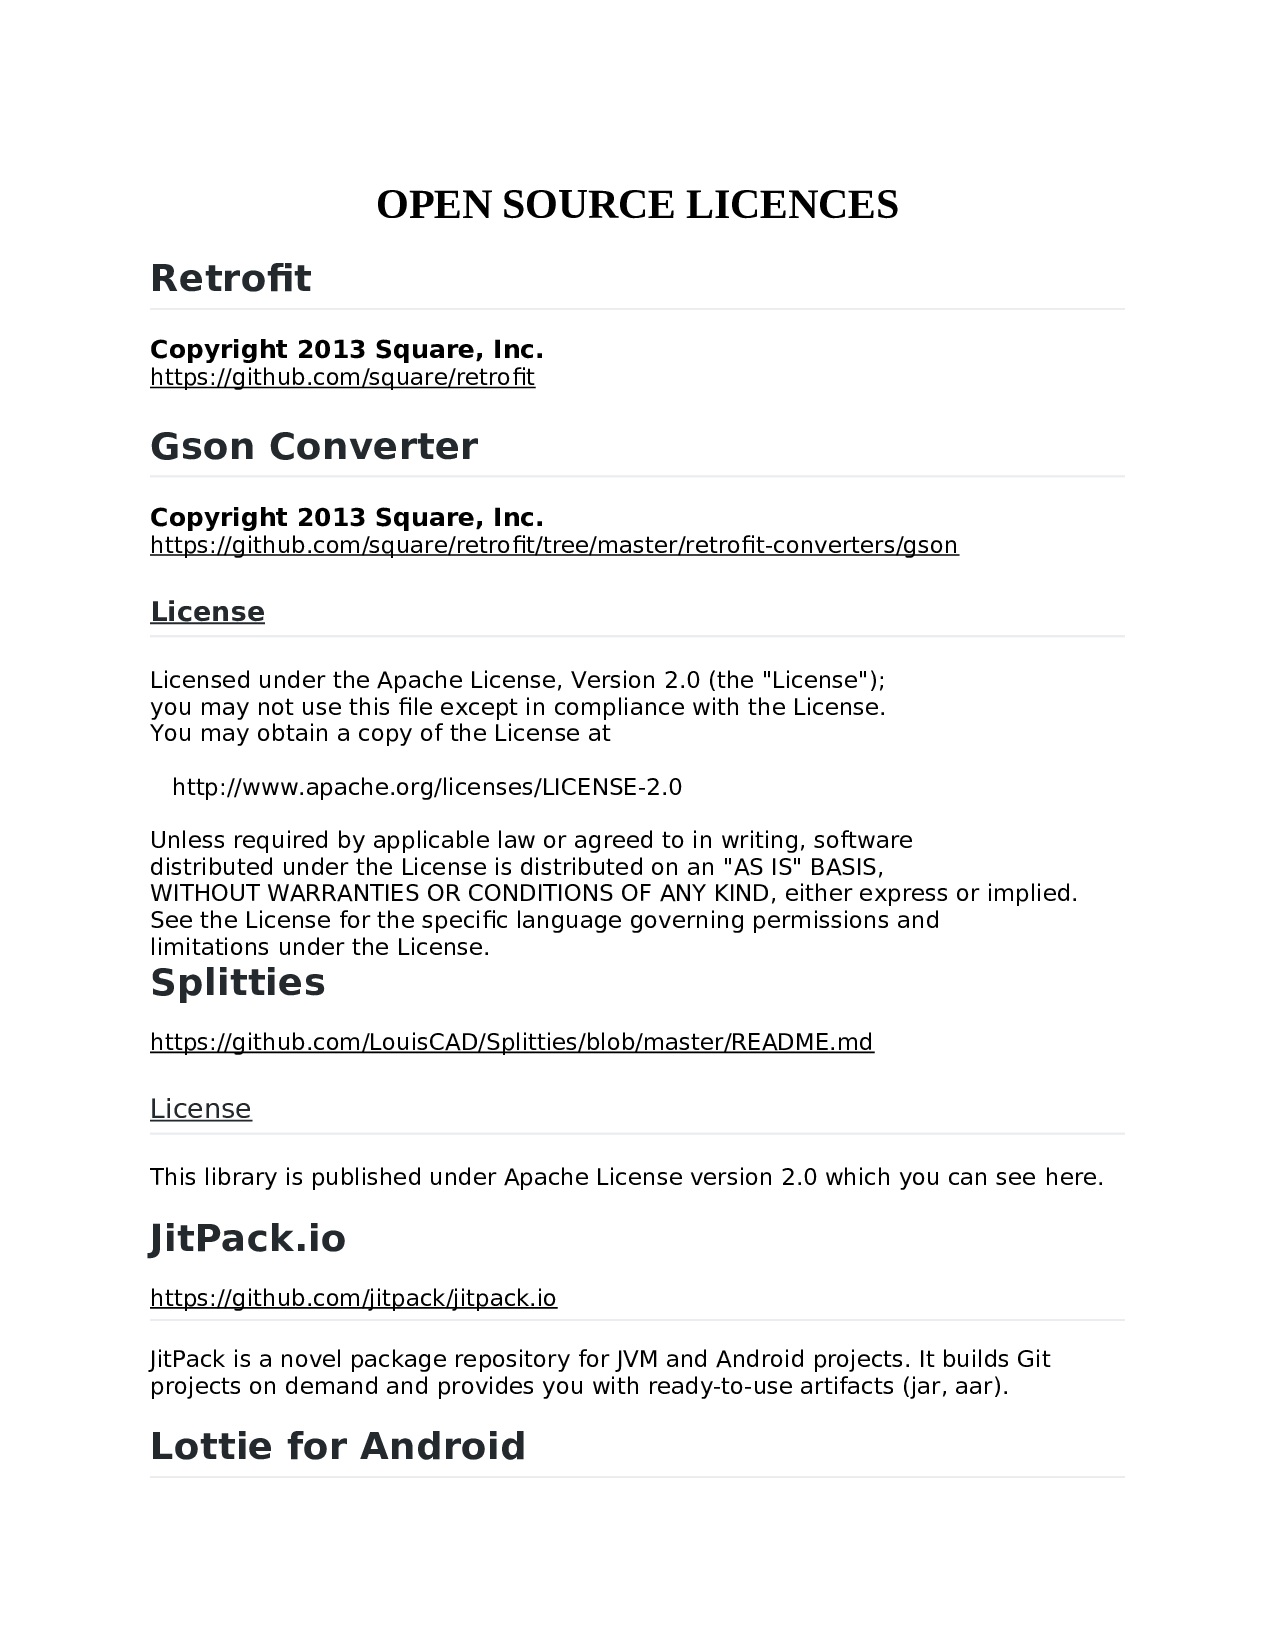 OPEN SOURCE LICENCES
Retrofit
Copyright 2013 Square, Inc.
https://github.com/square/retrofit
Gson Converter
Copyright 2013 Square, Inc.
https://github.com/square/retrofit/tree/master/retrofit-converters/gson
License
Licensed under the Apache License, Version 2.0 (the "License");
you may not use this file except in compliance with the License.
You may obtain a copy of the License at
http://www.apache.org/licenses/LICENSE-2.0
Unless required by applicable law or agreed to in writing, software
distributed under the License is distributed on an "AS IS" BASIS,
WITHOUT WARRANTIES OR CONDITIONS OF ANY KIND, either express or implied.
See the License for the specific language governing permissions and
limitations under the License.
Splitties
https://github.com/LouisCAD/Splitties/blob/master/README.md
License
This library is published under Apache License version 2.0 which you can see here.
JitPack.io
https://github.com/jitpack/jitpack.io
JitPack is a novel package repository for JVM and Android projects. It builds Git
projects on demand and provides you with ready-to-use artifacts (jar, aar).
Lottie for Android